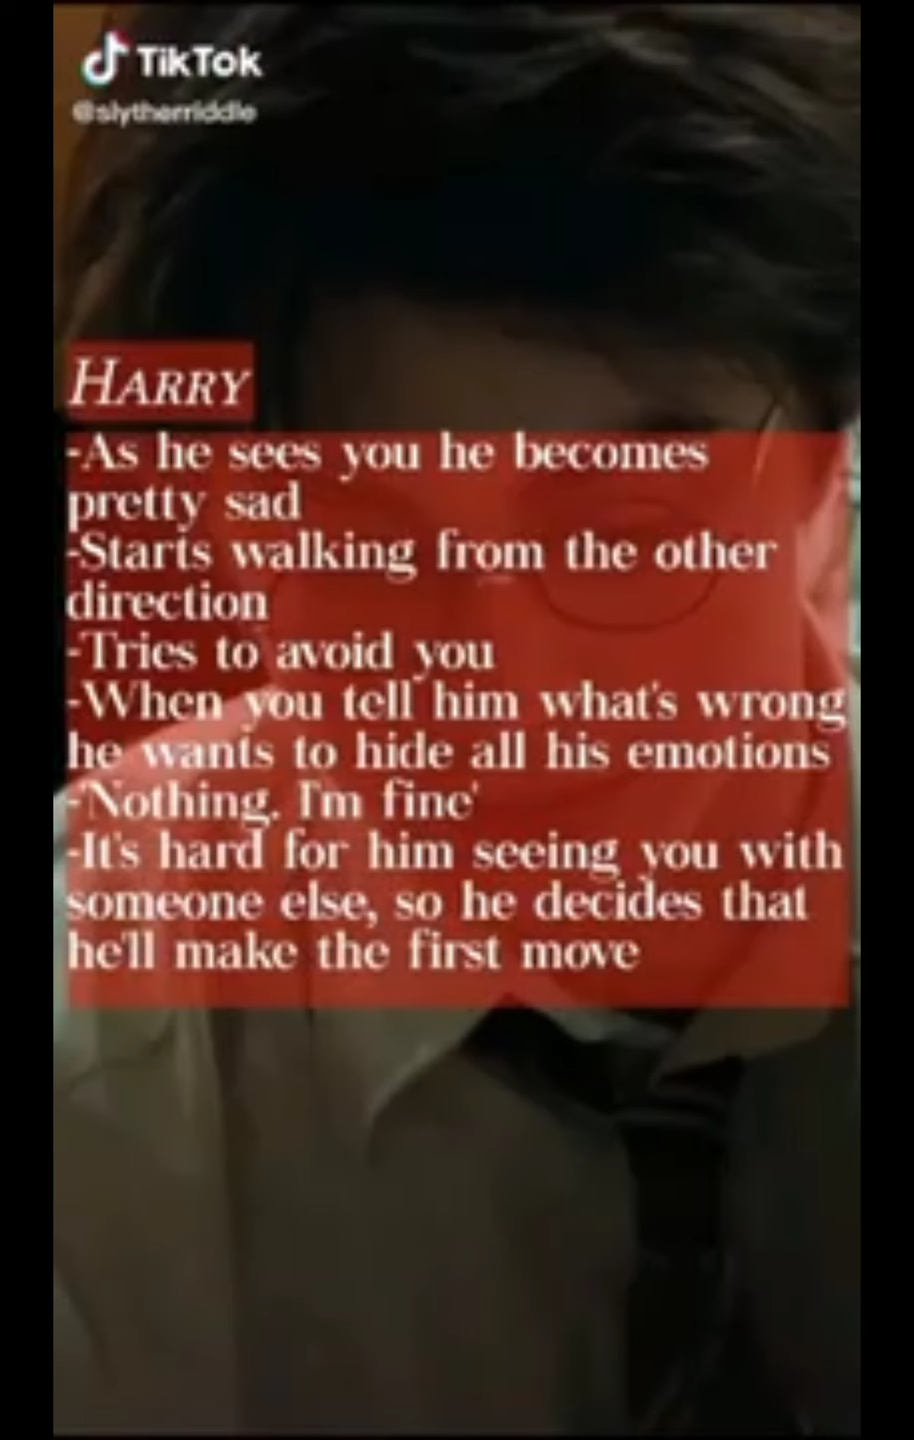 TikTok
@slytherriddle
HARRY
-As he sees you he becomes
pretty sad
-Starts walking from the other
direction
-Tries to avoid you
-When you tell him what's wrong
he wants to hide all his emotions
-'Nothing. I'm fine'
-It's hard for him seeing you with
someone else, so he decides that
he'll make the first move